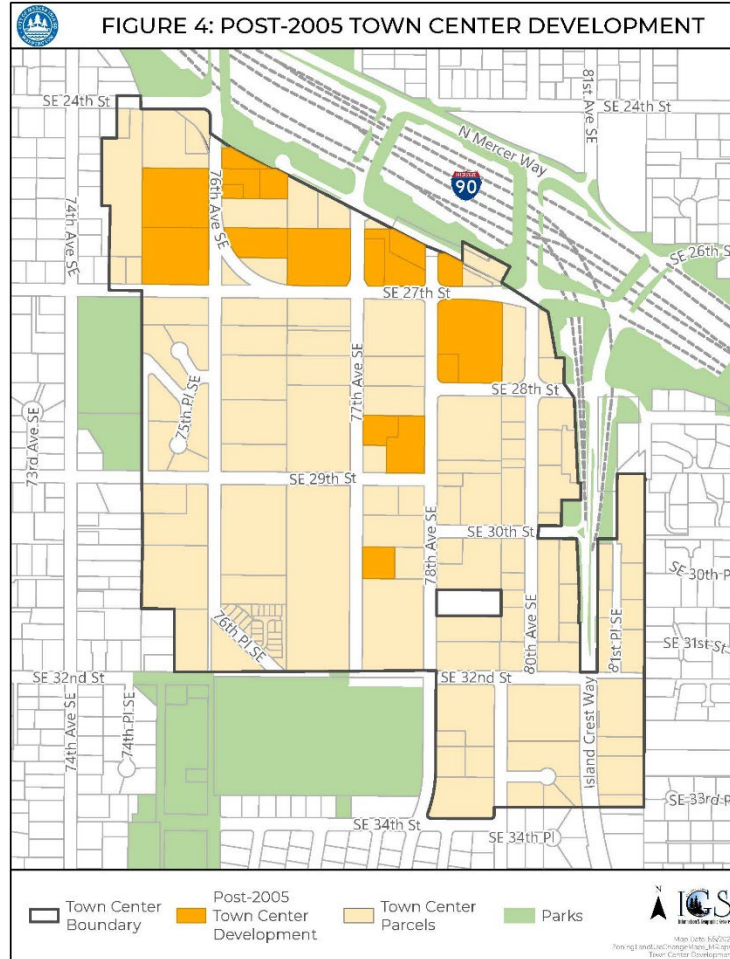 FIGURE 4: POST-2005 TOWN CENTER DEVELOPMENT
SE 24th St
81st Ave SE
SE 24th St
N Mercer Way
INTERSTATE
90
74th Ave SE
76th Ave SE
SE 26th St
SE 27th St
77th Ave SE
75th Pl SE
SE 28th St
73rd Ave SE
SE 29th St
78th Ave SE
SE 30th St
SE 30th P
80th Ave SE
81st Pl SE
76th Pl SE
SE 31st St
SE 32nd St
SE 32nd St
74th Ave SE
74th Pl SE
Island Crest Way
SE 33rd P
SE 34th St
SE 34th Pl
Town Center
Boundary
Post-2005
Town Center
Development
Town Center
Parcels
Parks
N
IGS
Town Center Development